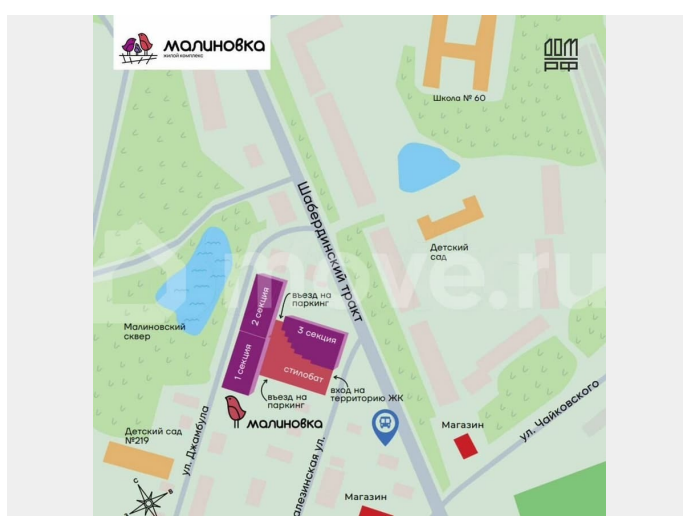 малиновка
жилой комплекс
ДОМ
РФ
Школа № 60
Шабердинский тракт
Детский
сад
move.ru
въезд на
паркинг
2 секция
3 секция
Малиновский
сквер
1 секция
стилобат
вход на
территорию ЖК
въезд на
паркинг
малиновка
Магазин
ул. Чайковского
Детский сад
№219
ул. Джамбула
алезинская ул.
Магазин
С
В